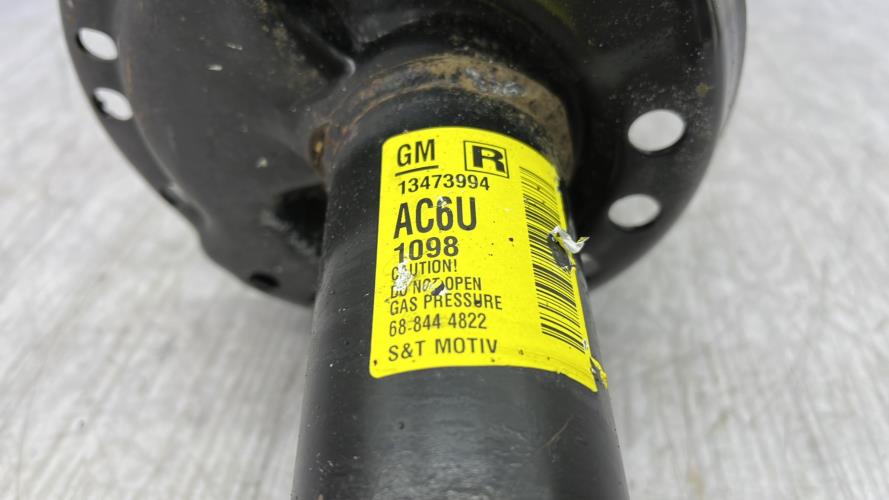 GM R
13473994
AC6U
1098
CAUTION!
DO NOT OPEN
GAS PRESSURE
68 844 4822
S&T MOTIV